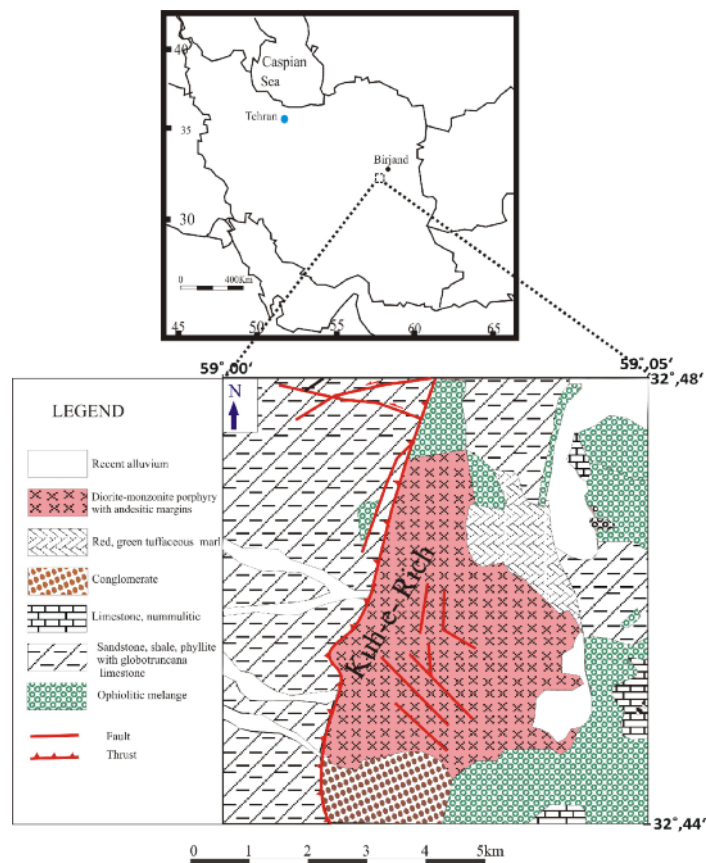 40
Caspian
Sea
Tehran
35
Birjand
30
0
400Km
45
50
55
60
65
59°,00'
59°,05'
32°,48'
N
LEGEND
Recent alluvium
Diorite-monzonite porphyry
with andesitic margins
Red, green tuffaceous marl
Conglomerate
Limestone, nummulitic
Sandstone, shale, phyllite
with globotruncana
limestone
Ophiolitic melange
Fault
Thrust
Kuh-e- Rich
32°,44'
0 1 2 3 4 5km